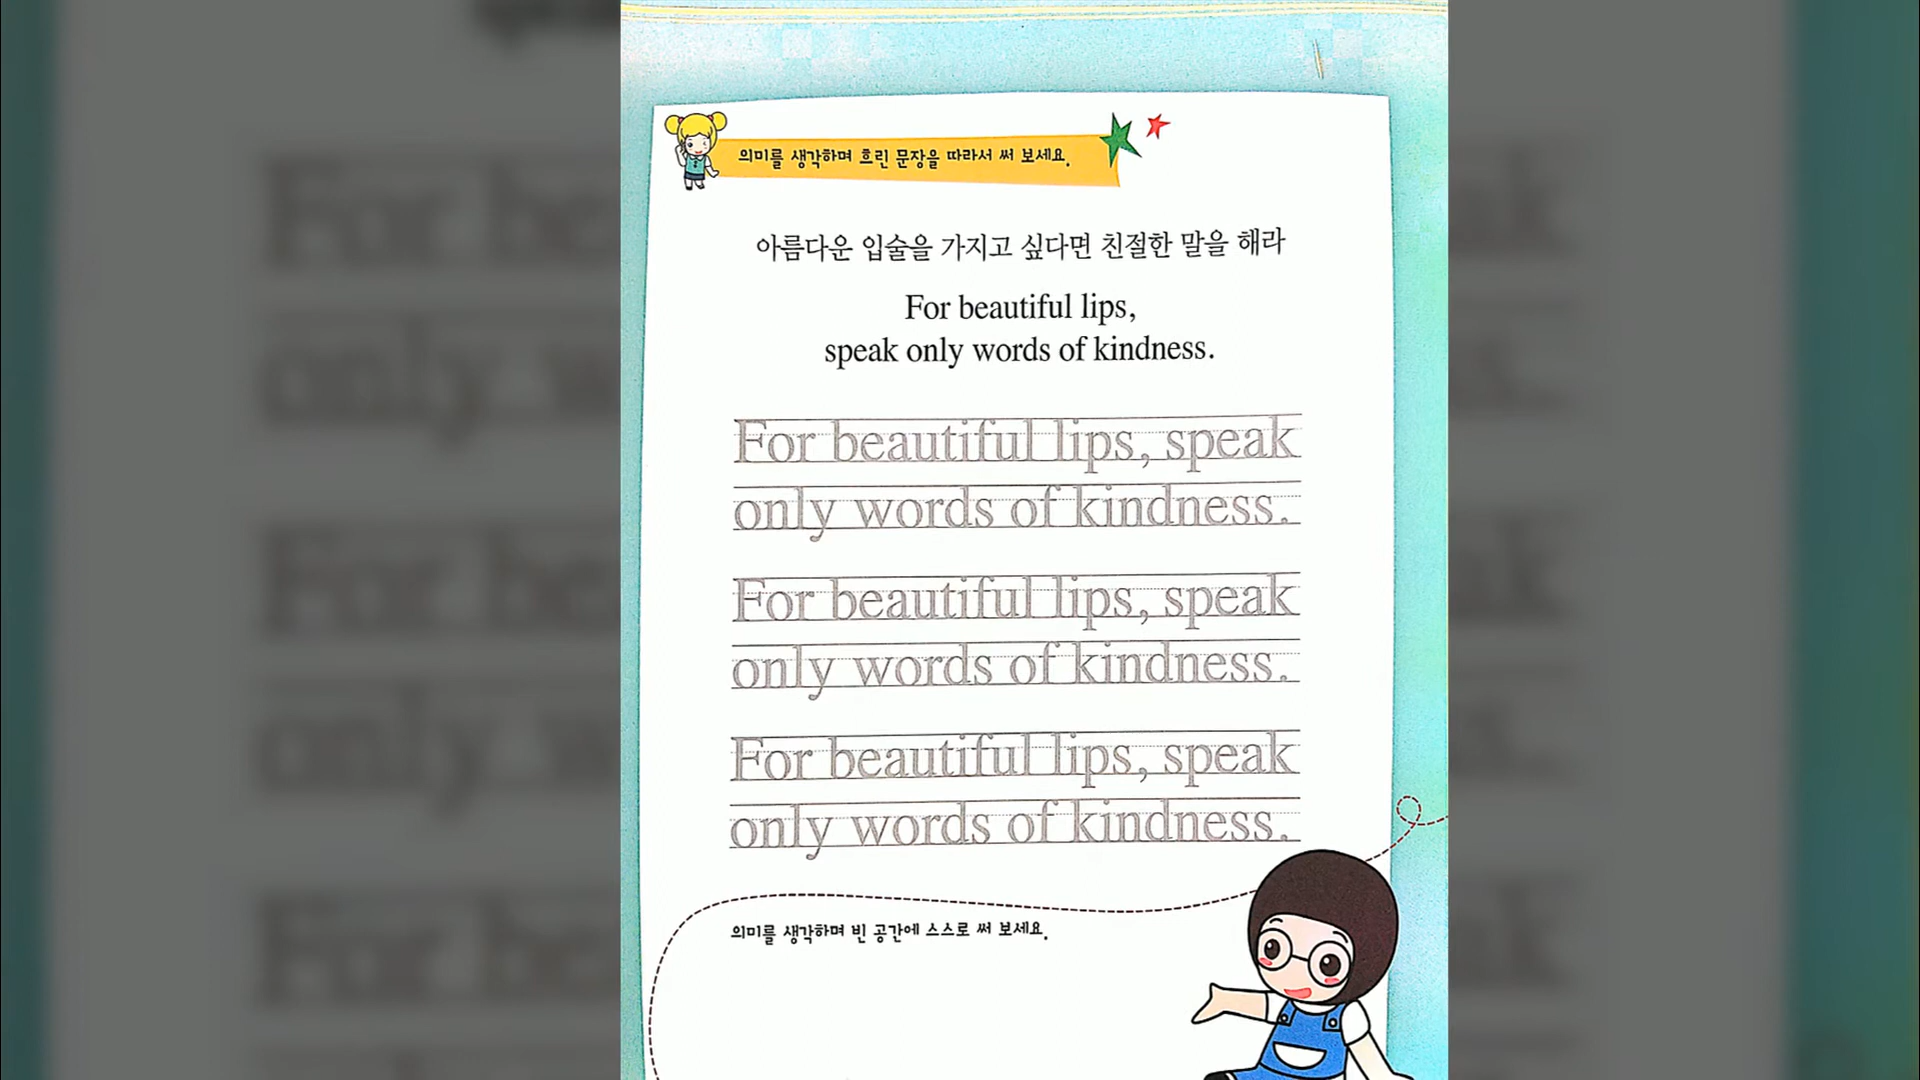 의미를 생각하며 흐린 문장을 따라서 써 보세요.
아름다운 입술을 가지고 싶다면 친절한 말을 해라
For beautiful lips,
speak only words of kindness.
For beautiful lips, speak
only words of kindness.
For beautiful lips, speak
only words of kindness.
For beautiful lips, speak
only words of kindness.
의미를 생각하며 빈 공간에 스스로 써 보세요.